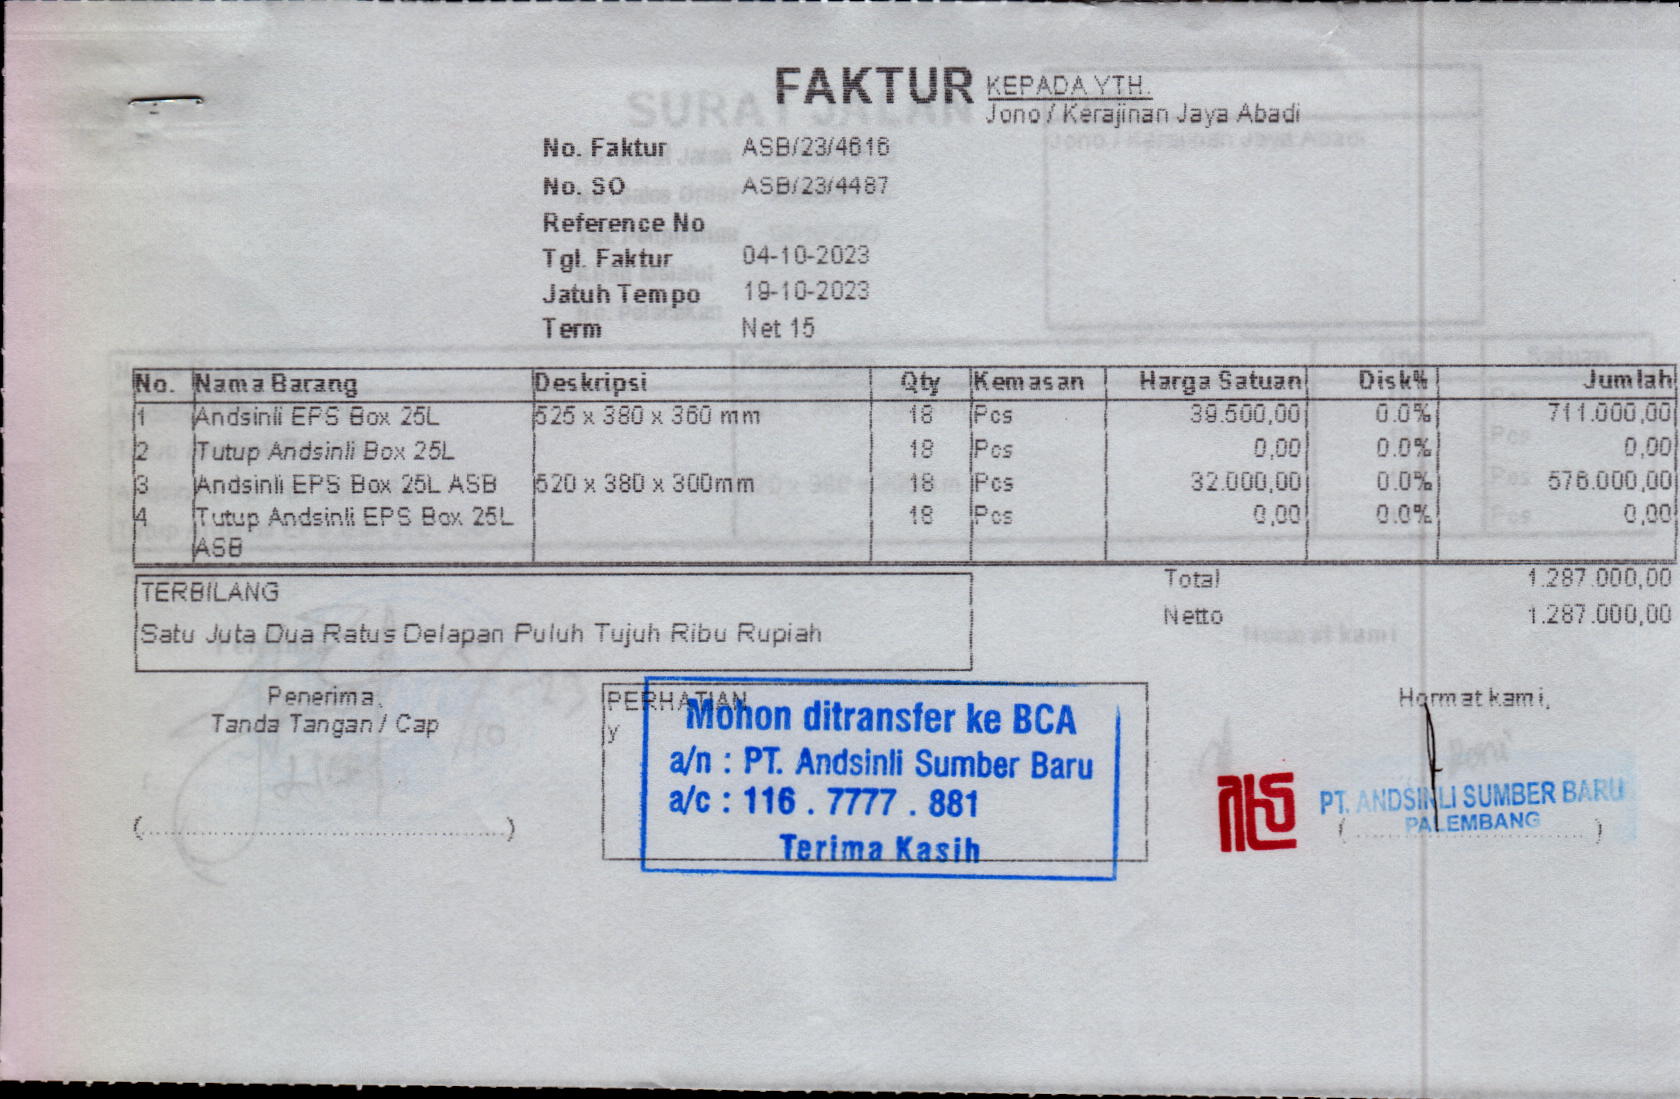 FAKTUR
KEPADA YTH.
Jono / Kerajinan Jaya Abadi
No. Faktur ASB/23/4616
No. SO ASB/23/4487
Reference No
Tgl. Faktur 04-10-2023
Jatuh Tempo 19-10-2023
Term Net 15
No. Nama Barang Deskripsi Qty Kemasan Harga Satuan Disk% Jumlah
1 Andsinli EPS Box 25L 525 x 380 x 360 mm 18 Pcs 39.500,00 0.0% 711.000,00
2 Tutup Andsinli Box 25L 18 Pcs 0,00 0.0% 0,00
3 Andsinli EPS Box 25L ASB 520 x 380 x 300mm 18 Pcs 32.000,00 0.0% 576.000,00
4 Tutup Andsinli EPS Box 25L 18 Pcs 0,00 0.0% 0,00
ASB
Total 1.287.000,00
Netto 1.287.000,00
TERBILANG
Satu Juta Dua Ratus Delapan Puluh Tujuh Ribu Rupiah
Penerima,
Tanda Tangan / Cap
(..............................)
PERHATIAN
y
Mohon ditransfer ke BCA
a/n : PT. Andsinli Sumber Baru
a/c : 116 . 7777 . 881
Terima Kasih
Hormat kami,
PT. ANDSINLI SUMBER BARU
PALEMBANG
(..............................)